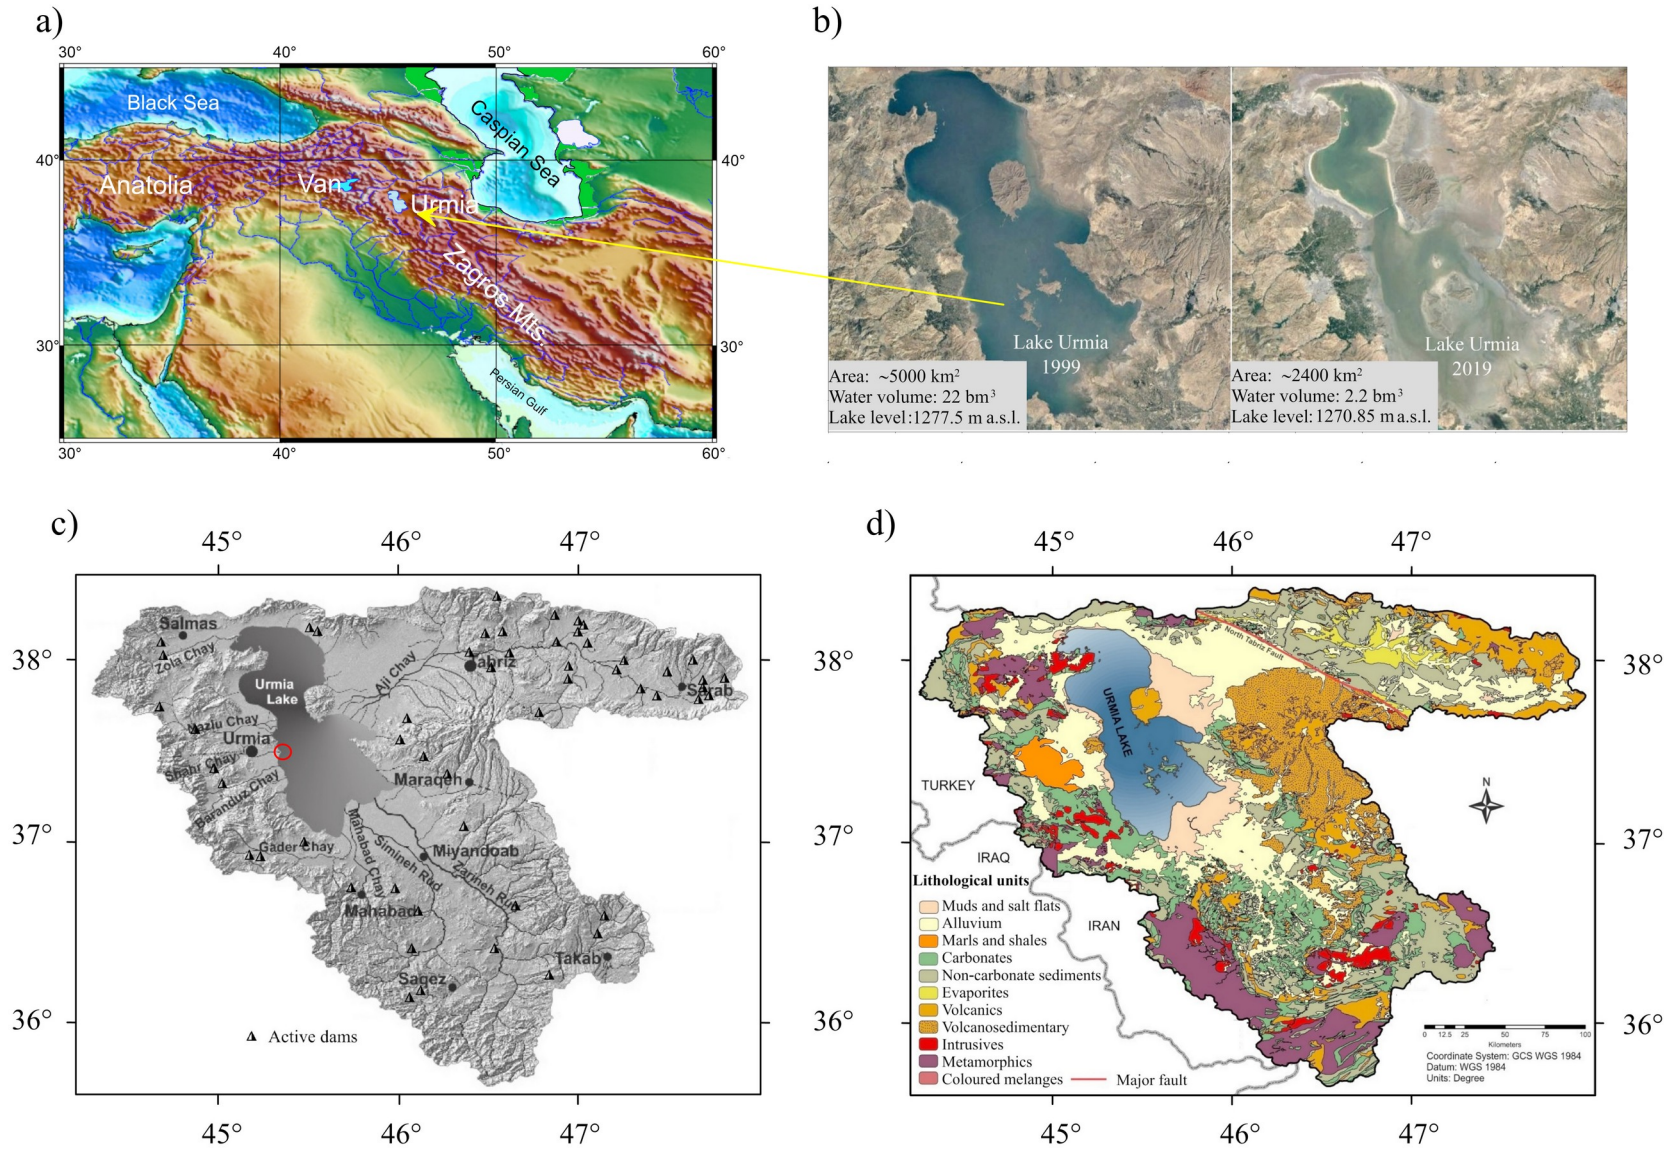 a)
30°
40°
50°
60°
Black Sea
Caspian Sea
40°
40°
Anatolia
Van
Urmia
Zagros Mts.
30°
30°
Persian Gulf
30°
40°
50°
60°
b)
Lake Urmia
1999
Area: ~5000 km²
Water volume: 22 bm³
Lake level:1277.5 m a.s.l.
Lake Urmia
2019
Area: ~2400 km²
Water volume: 2.2 bm³
Lake level: 1270.85 m a.s.l.
c)
45°
46°
47°
38°
37°
36°
Salmas
Zola Chay
Urmia
Lake
Aji Chay
Sarab
Naziu Chay
Urmia
Shahr Chay
Baranduz Chay
Maraqeh
Gader Chay
Mahabad Chay
Simineh Rud
Miyandoab
Zarineh Rud
Mahabad
Takab
Saqez
Active dams
45°
46°
47°
d)
45°
46°
47°
38°
38°
North Tabriz Fault
URMIA LAKE
TURKEY
N
37°
37°
IRAQ
IRAN
Lithological units
Muds and salt flats
Alluvium
Marls and shales
Carbonates
Non-carbonate sediments
Evaporites
Volcanics
Volcanosedimentary
Intrusives
Metamorphics
Coloured melanges
Major fault
36°
36°
0 12.5 25 50 75 100
Kilometers
Coordinate System: GCS WGS 1984
Datum: WGS 1984
Units: Degree
45°
46°
47°